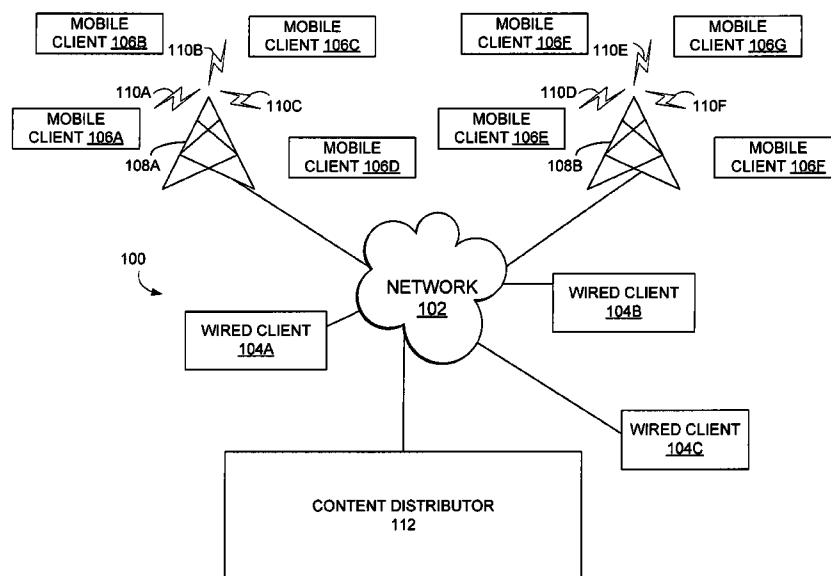 MOBILE
CLIENT 106B
110B
MOBILE
CLIENT 106C
MOBILE
CLIENT 106F
110E
MOBILE
CLIENT 106G
110A
110C
110D
110F
MOBILE
CLIENT 106A
108A
MOBILE
CLIENT 106D
MOBILE
CLIENT 106E
108B
MOBILE
CLIENT 106F
100
NETWORK
102
WIRED CLIENT
104A
WIRED CLIENT
104B
WIRED CLIENT
104C
CONTENT DISTRIBUTOR
112